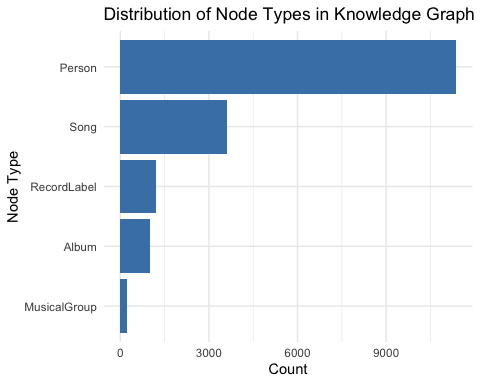 Distribution of Node Types in Knowledge Graph
Node Type
Person
Song
RecordLabel
Album
MusicalGroup
0 3000 6000 9000
Count